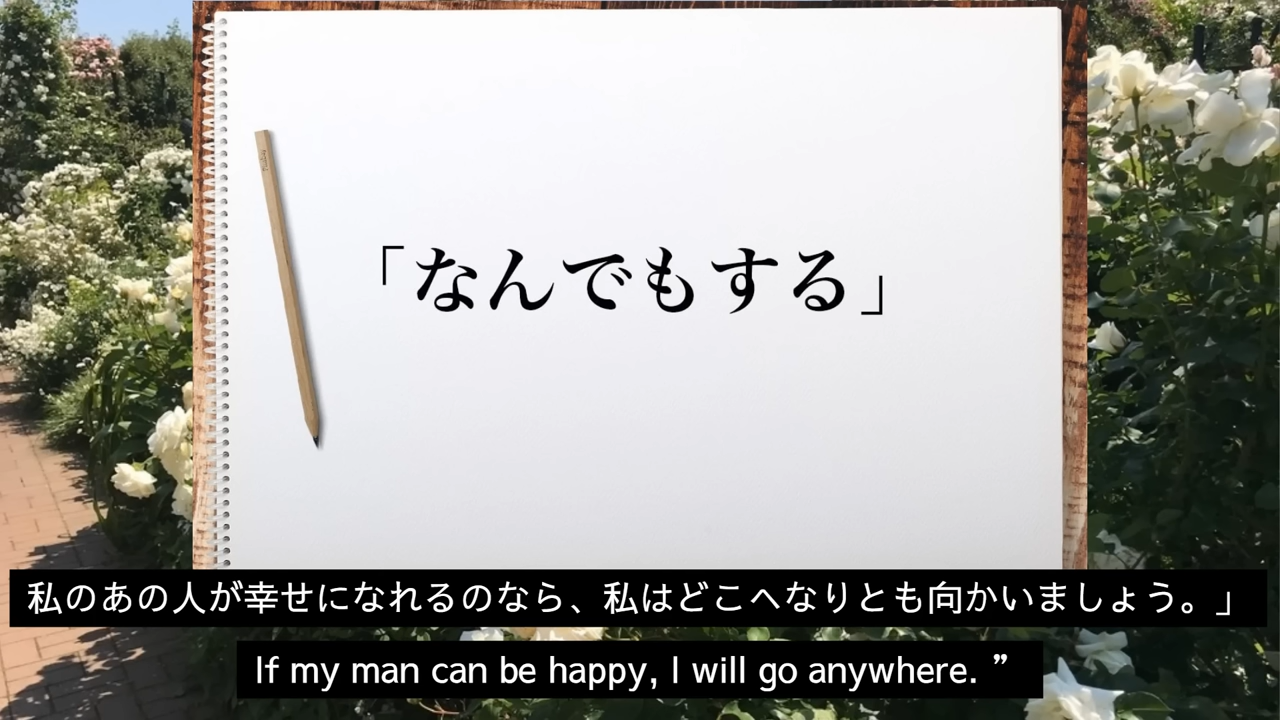 「なんでもする」
私のあの人が幸せになれるのなら、私はどこへなりとも向かいましょう。」
If my man can be happy, I will go anywhere. ”